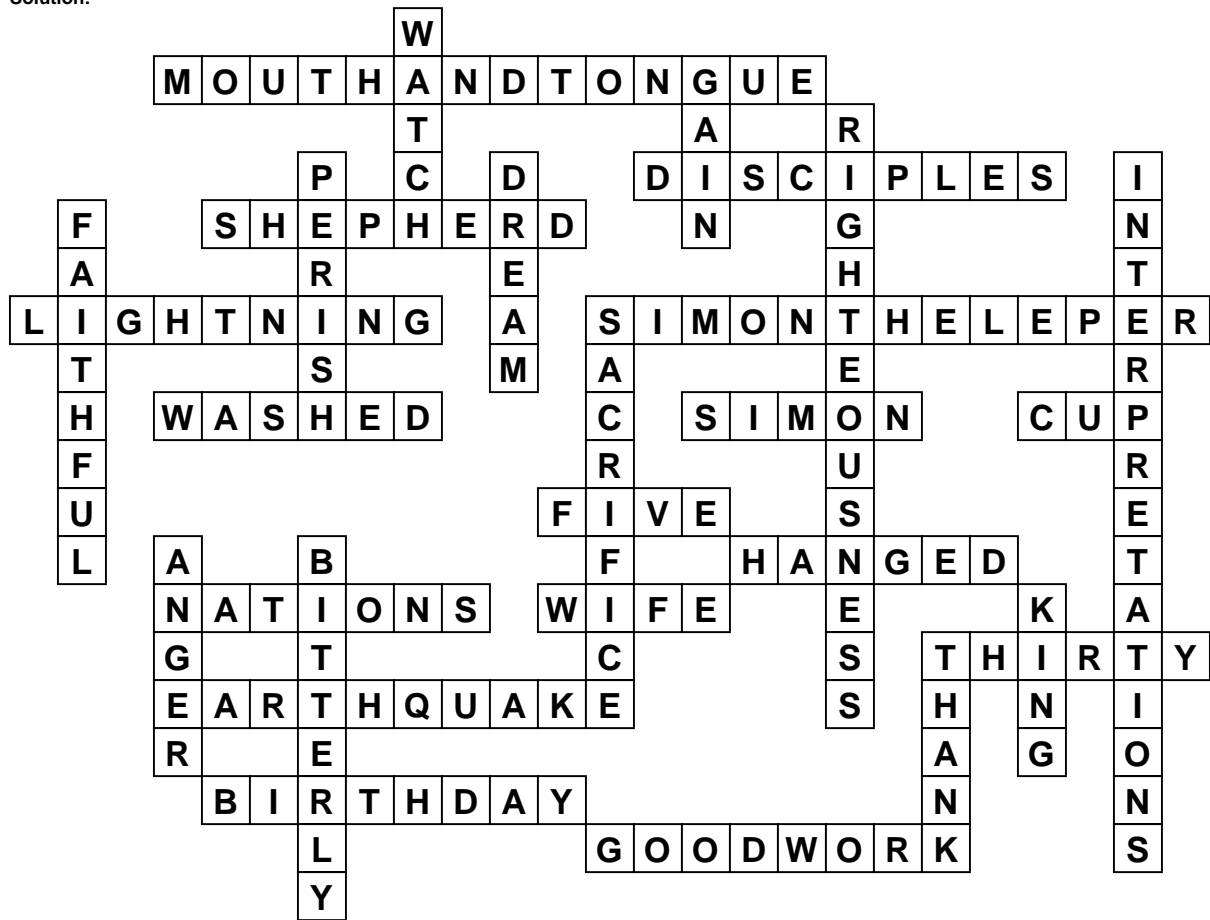 Solution:
W
MOUTHANDTONGUE
T A R
P C D DISCIPLES I
F SHEPHERD N G N
A R E H T
LIGHTNING A SIMONTHELEPER
T S M A E R
H WASHED C SIMON CUP
F R U R
U FIVE S E
L A B F HANGED T
NATIONS WIFE E K A
G T C S THIRTY
EARTHQUAKE S H N I
R E A G O
BIRTHDAY N N
L GOODWORK S
Y